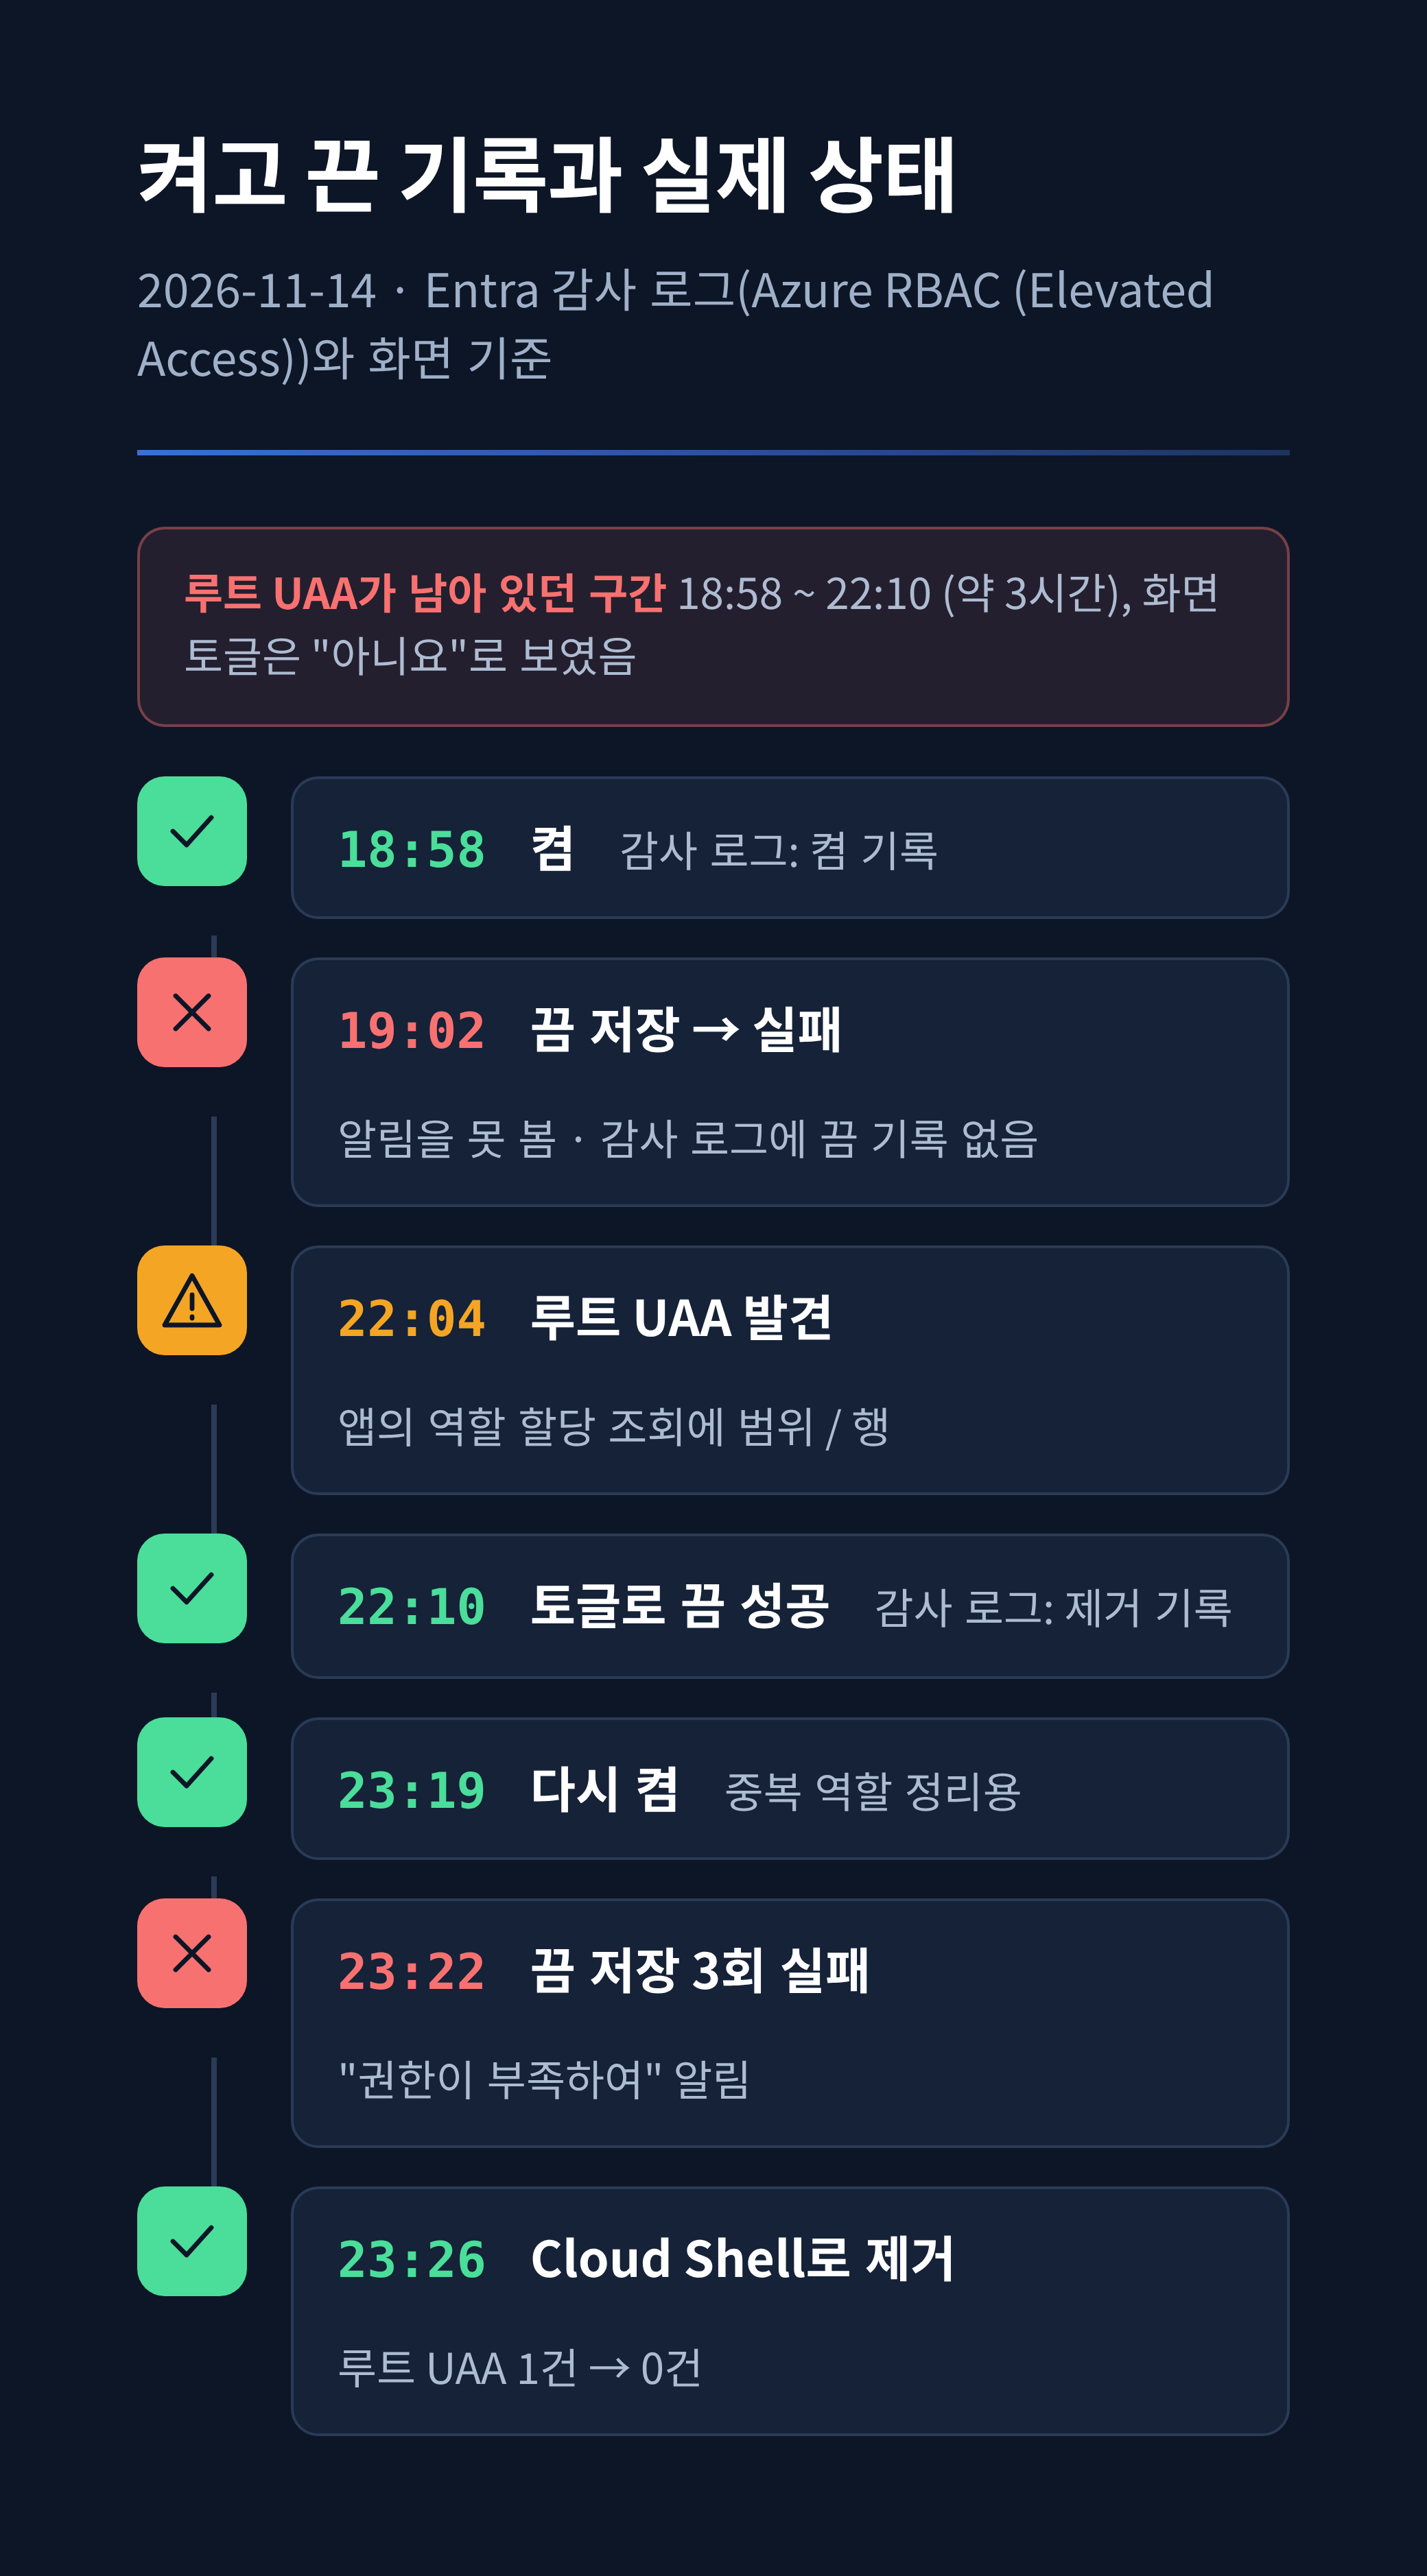 켜고 끈 기록과 실제 상태
2026-11-14 · Entra 감사 로그(Azure RBAC (Elevated
Access))와 화면 기준
루트 UAA가 남아 있던 구간 18:58 ~ 22:10 (약 3시간), 화면
토글은 "아니요"로 보였음
18:58 켬 감사 로그: 켬 기록
19:02 끔 저장 → 실패
알림을 못 봄 · 감사 로그에 끔 기록 없음
22:04 루트 UAA 발견
앱의 역할 할당 조회에 범위 / 행
22:10 토글로 끔 성공 감사 로그: 제거 기록
23:19 다시 켬 중복 역할 정리용
23:22 끔 저장 3회 실패
"권한이 부족하여" 알림
23:26 Cloud Shell로 제거
루트 UAA 1건 → 0건